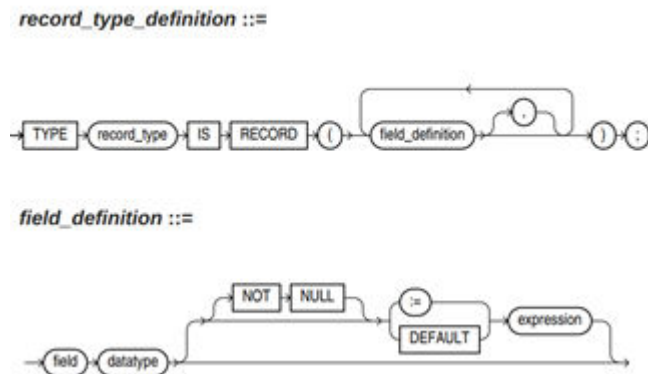 record_type_definition ::=
TYPE record_type IS RECORD ( field_definition , ) ;
field_definition ::=
NOT NULL := DEFAULT expression
field datatype